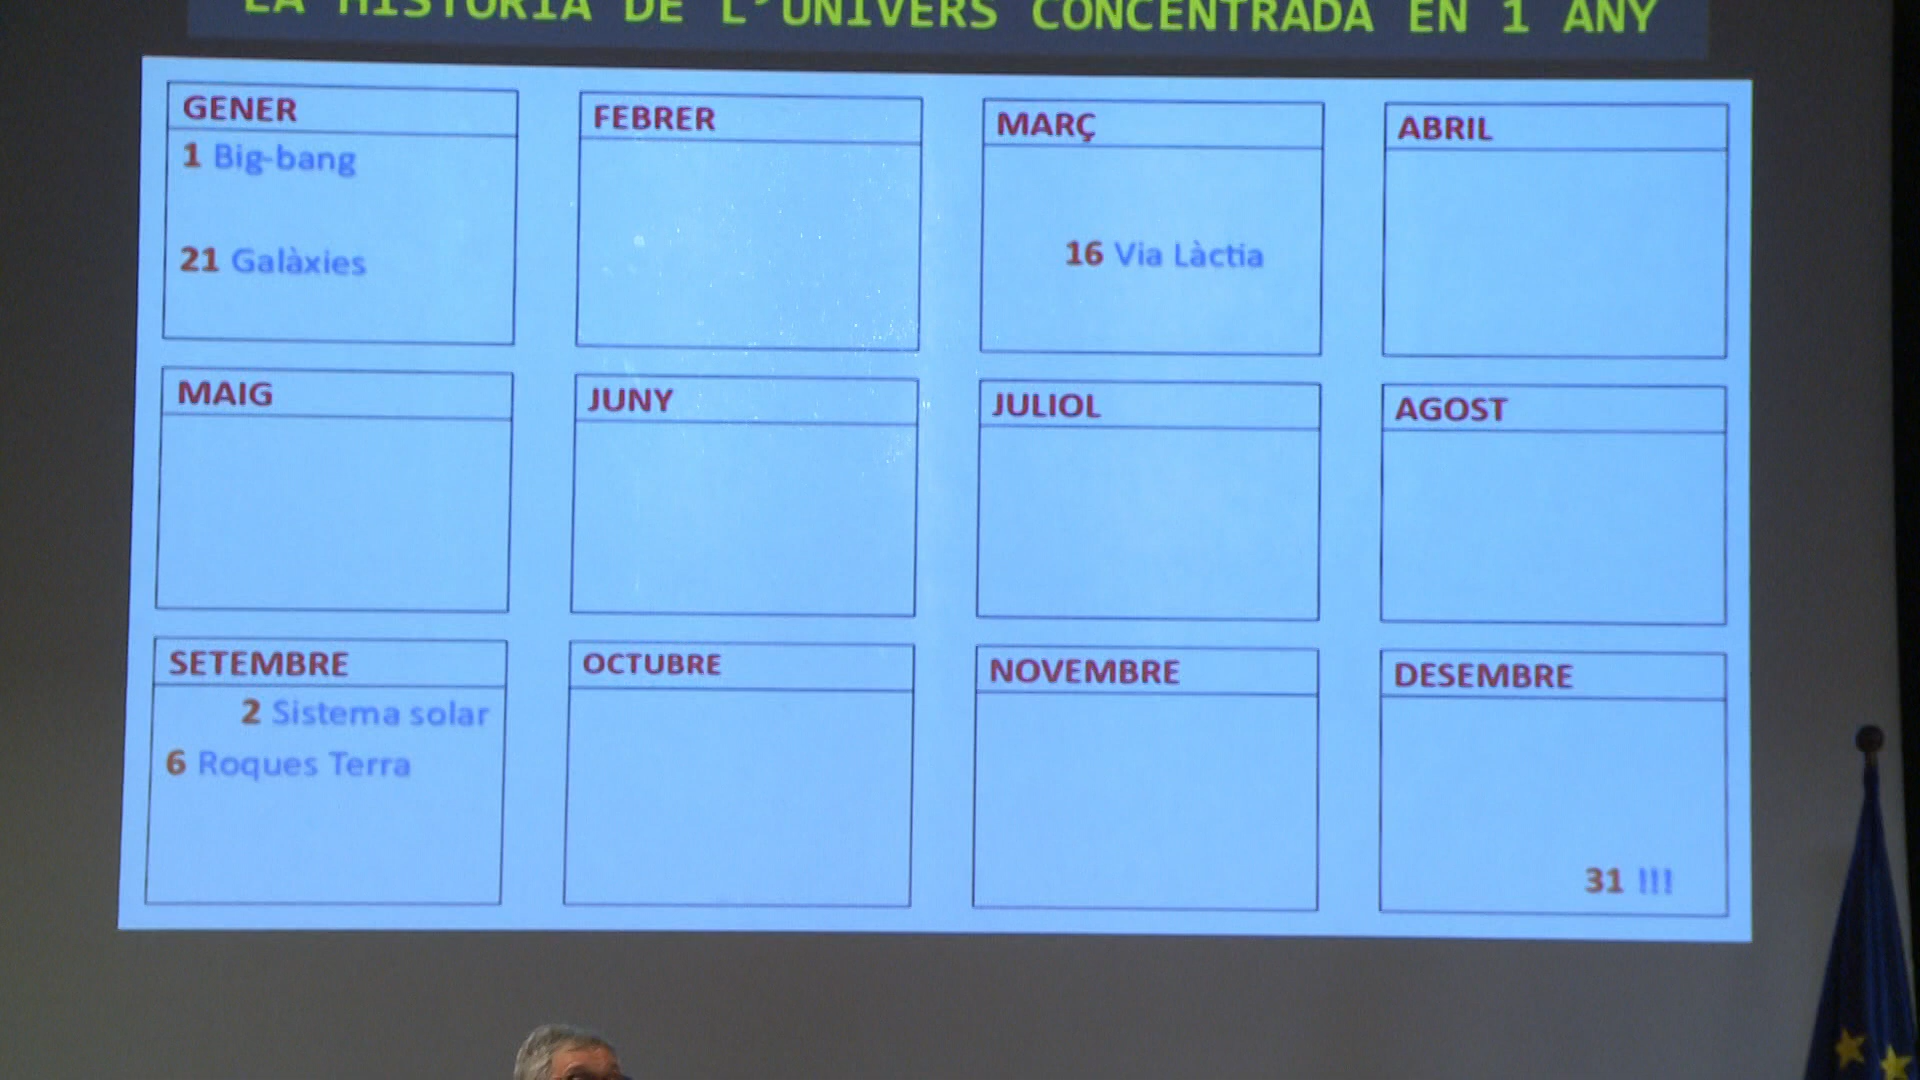 LA HISTÒRIA DE L'UNIVERS CONCENTRADA EN 1 ANY
GENER
1 Big-bang
21 Galàxies
FEBRER
MARÇ
16 Via Làctia
ABRIL
MAIG
JUNY
JULIOL
AGOST
SETEMBRE
2 Sistema solar
6 Roques Terra
OCTUBRE
NOVEMBRE
DESEMBRE
31 !!!